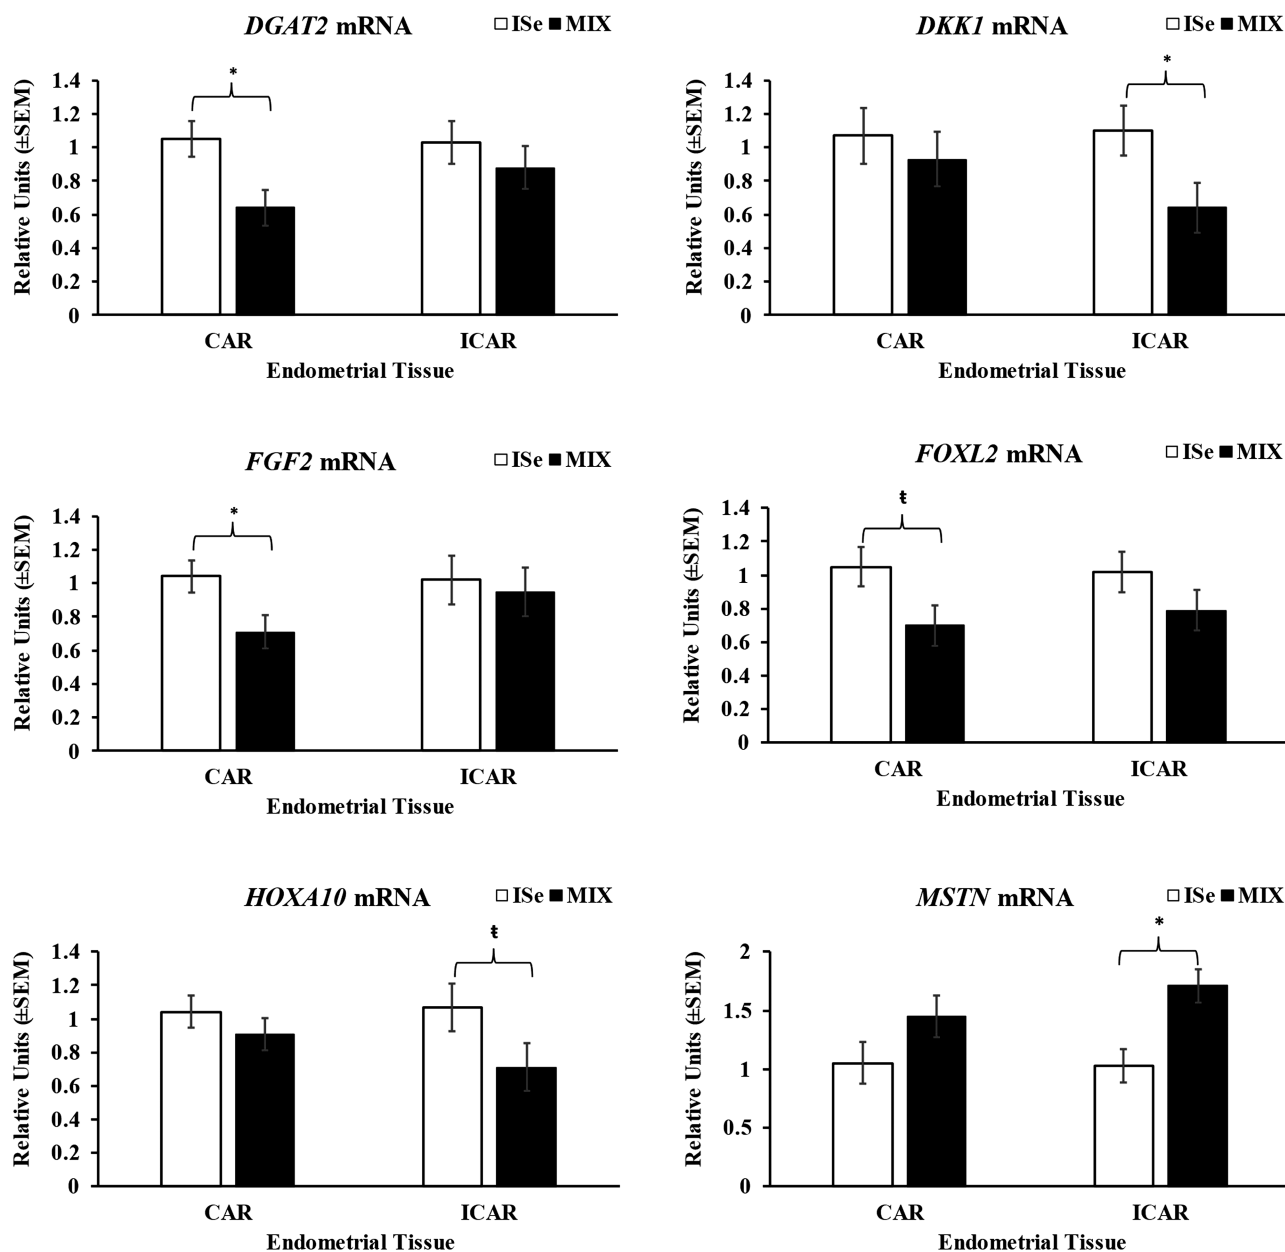 DGAT2 mRNA
ISe MIX
*
Relative Units (±SEM)
1.4
1.2
1
0.8
0.6
0.4
0.2
0
CAR ICAR
Endometrial Tissue
DKK1 mRNA
ISe MIX
*
Relative Units (±SEM)
1.4
1.2
1
0.8
0.6
0.4
0.2
0
CAR ICAR
Endometrial Tissue
FGF2 mRNA
ISe MIX
*
Relative Units (±SEM)
1.4
1.2
1
0.8
0.6
0.4
0.2
0
CAR ICAR
Endometrial Tissue
FOXL2 mRNA
ISe MIX
Relative Units (±SEM)
1.4
1.2
1
0.8
0.6
0.4
0.2
0
CAR ICAR
Endometrial Tissue
HOXA10 mRNA
ISe MIX
Relative Units (±SEM)
1.4
1.2
1
0.8
0.6
0.4
0.2
0
CAR ICAR
Endometrial Tissue
MSTN mRNA
ISe MIX
*
Relative Units (±SEM)
2
1.5
1
0.5
0
CAR ICAR
Endometrial Tissue